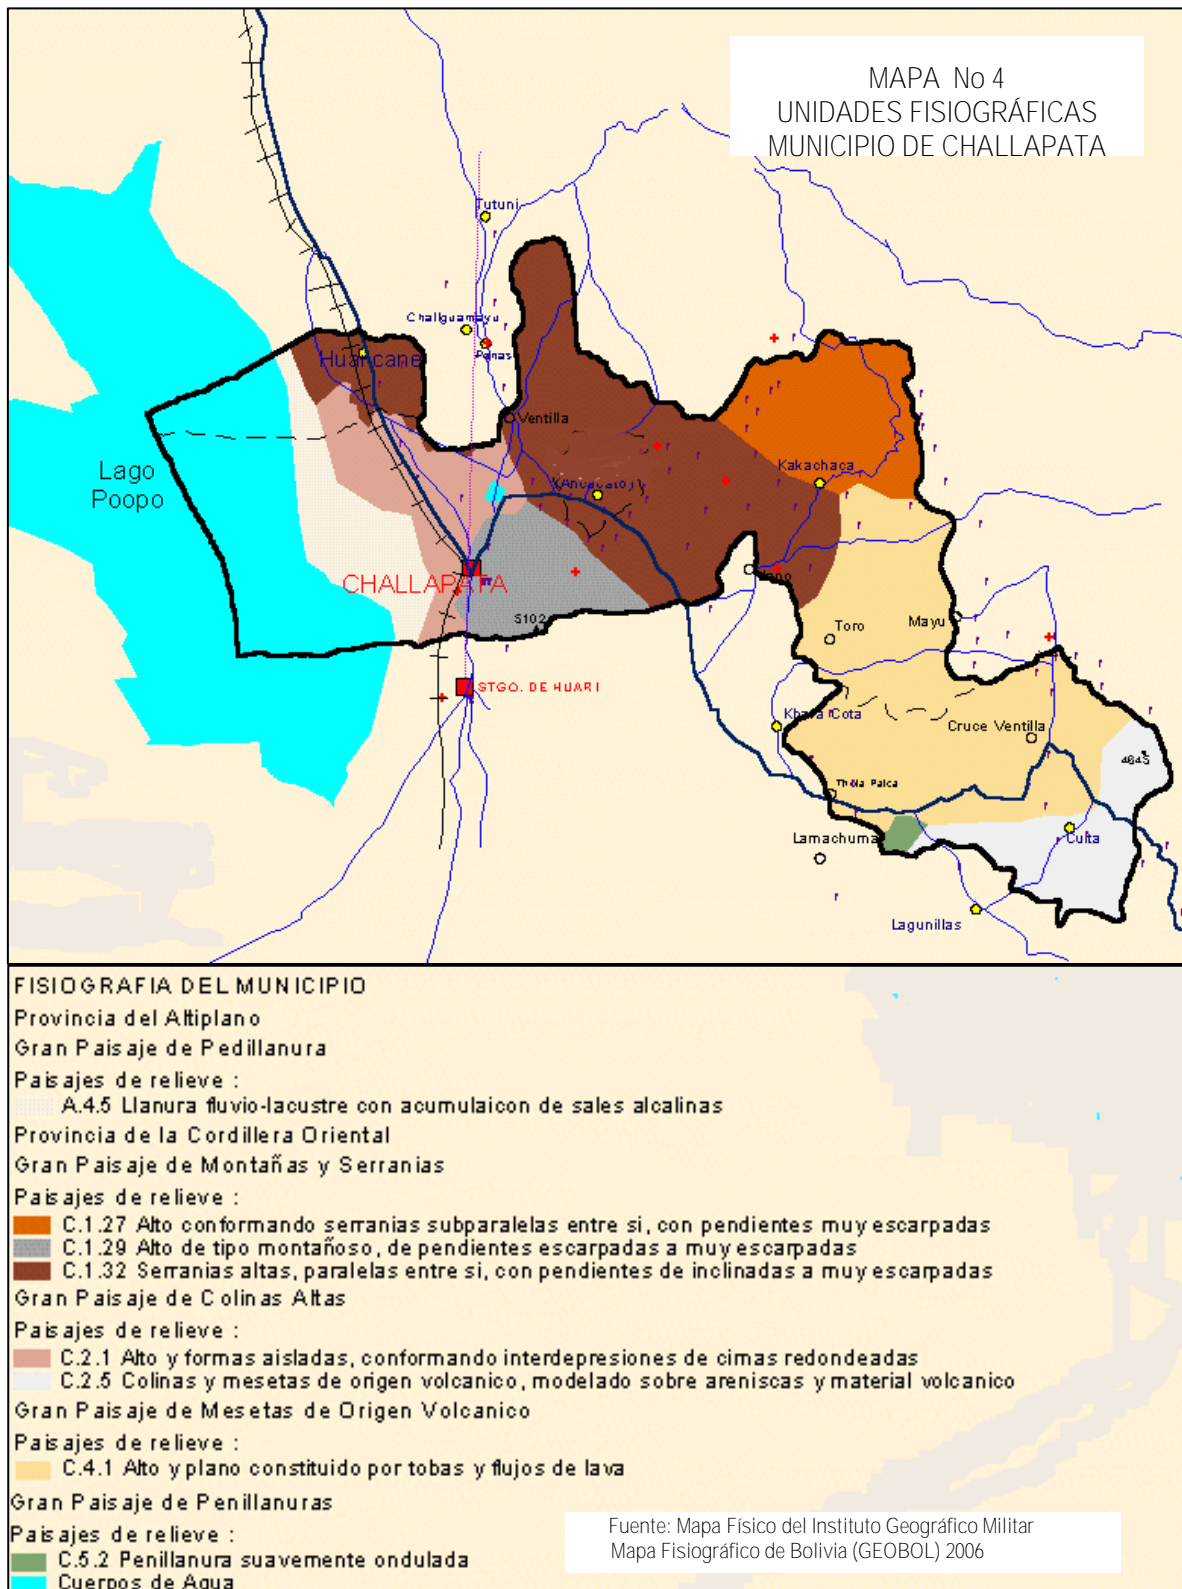 MAPA No 4
UNIDADES FISIOGRÁFICAS
MUNICIPIO DE CHALLAPATA
Tutuni
Challguamayu
Panas
Huancane
Ventilla
Lago
Poopo
(Ancacato)
Kakachaca
CHALLAPATA
S102
Toro
Mayu
STGO. DE HUARI
Khara Cota
Cruce Ventilla
4645
Thola Palca
Lamachuma
Culta
Lagunillas
FISIOGRAFIA DEL MUNICIPIO
Provincia del Altiplano
Gran Paisaje de Pedillanura
Paisajes de relieve :
A.4.5 Llanura fluvio-lacustre con acumulaicon de sales alcalinas
Provincia de la Cordillera Oriental
Gran Paisaje de Montañas y Serranias
Paisajes de relieve :
C.1.27 Alto conformando serranias subparalelas entre si, con pendientes muy escarpadas
C.1.29 Alto de tipo montañoso, de pendientes escarpadas a muy escarpadas
C.1.32 Serranias altas, paralelas entre si, con pendientes de inclinadas a muy escarpadas
Gran Paisaje de Colinas Altas
Paisajes de relieve :
C.2.1 Alto y formas aisladas, conformando interdepresiones de cimas redondeadas
C.2.5 Colinas y mesetas de origen volcanico, modelado sobre areniscas y material volcanico
Gran Paisaje de Mesetas de Origen Volcanico
Paisajes de relieve :
C.4.1 Alto y plano constituido por tobas y flujos de lava
Gran Paisaje de Penillanuras
Paisajes de relieve :
C.5.2 Penillanura suavemente ondulada
Cuerpos de Agua
Fuente: Mapa Físico del Instituto Geográfico Militar
Mapa Fisiográfico de Bolivia (GEOBOL) 2006